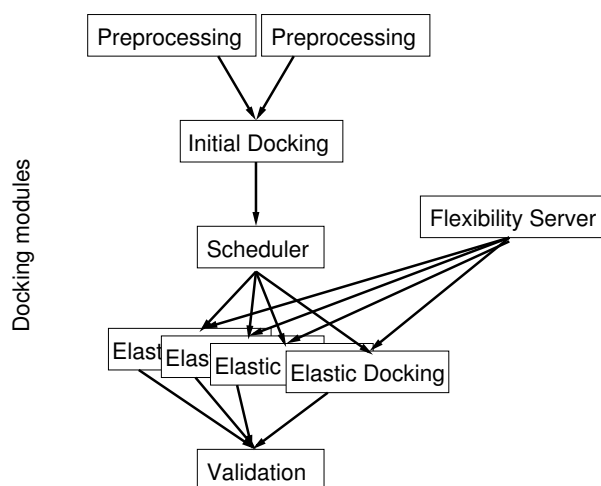 Preprocessing
Preprocessing
Initial Docking
Docking modules
Flexibility Server
Scheduler
Elast
Elas
Elastic
Elastic Docking
Validation